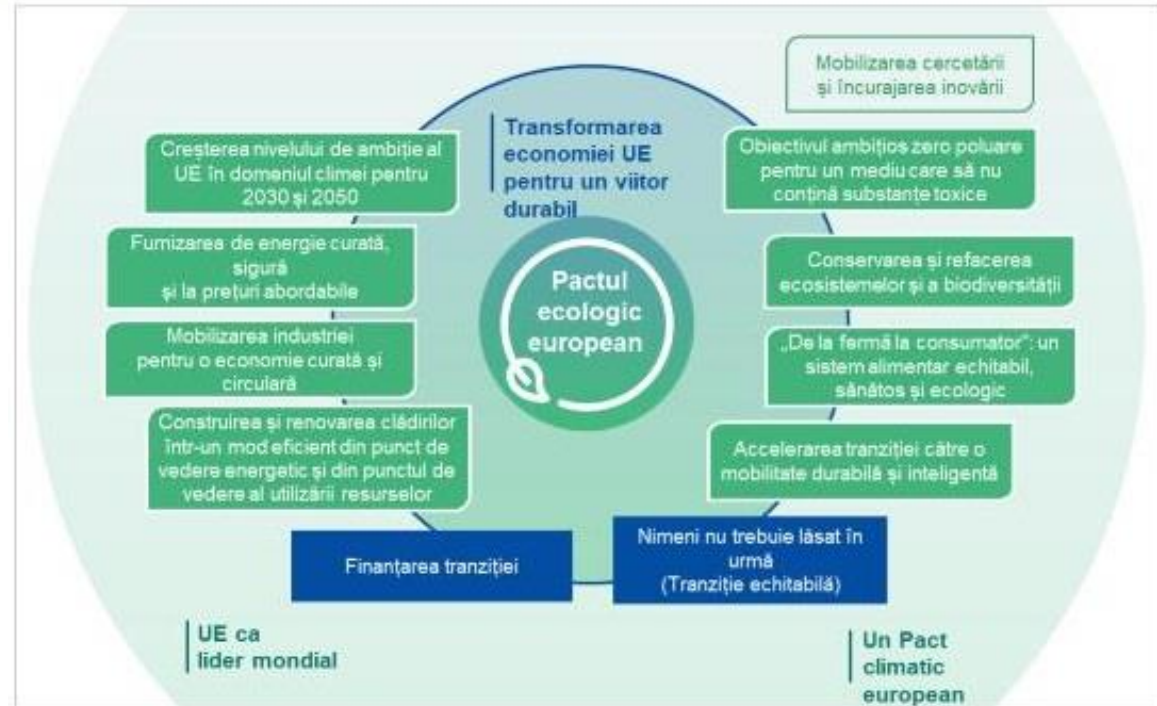 Mobilizarea cercetării
și încurajarea inovării
Transformarea
economiei UE
pentru un viitor
durabil
Creșterea nivelului de ambiție al
UE în domeniul climei pentru
2030 și 2050
Furnizarea de energie curată,
sigură
și la prețuri abordabile
Mobilizarea industriei
pentru o economie curată și
circulară
Construirea și renovarea clădirilor
într-un mod eficient din punct de
vedere energetic și din punctul de
vedere al utilizării resurselor
Pactul
ecologic
european
Obiectivul ambițios zero poluare
pentru un mediu care să nu
conțină substanțe toxice
Conservarea și refacerea
ecosistemelor și a biodiversității
„De la fermă la consumator”: un
sistem alimentar echitabil,
sănătos și ecologic
Accelerarea tranziției către o
mobilitate durabilă și inteligentă
Finanțarea tranziției
Nimeni nu trebuie lăsat în
urmă
(Tranziție echitabilă)
UE ca
lider mondial
Un Pact
climatic
european